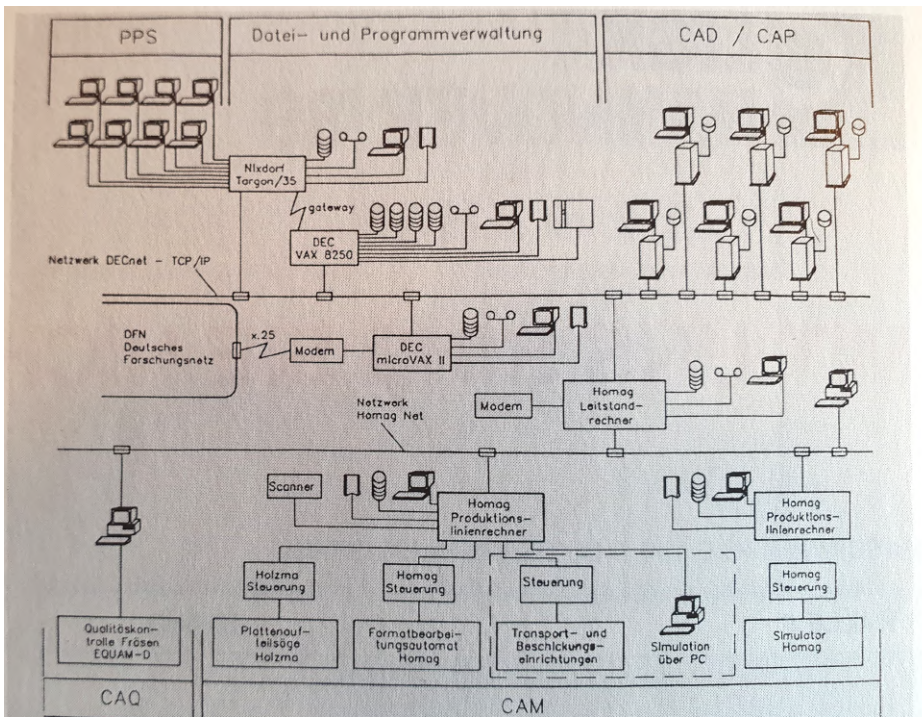 PPS
Datei- und Programmverwaltung
CAD / CAP
Nixdorf
Targon/35
gateway
DEC
VAX 8250
Netzwerk DECnet - TCP/IP
DFN
Deutsches
Forschungsnetz
x.25
Modem
DEC
microVAX II
Netzwerk
Homag Net
Modem
Homag
Leitstand-
rechner
Scanner
Homag
Produktions-
linienrechner
Homag
Produktions-
linienrechner
Holzma
Steuerung
Homag
Steuerung
Steuerung
Homag
Steuerung
Qualitäskon-
trolle Fräsen
EQUAM-D
Plattenauf-
teilsäge
Holzma
Formatbearbei-
tungsautomat
Homag
Transport- und
Beschickungs-
einrichtungen
Simulation
über PC
Simulator
Homag
CAQ
CAM